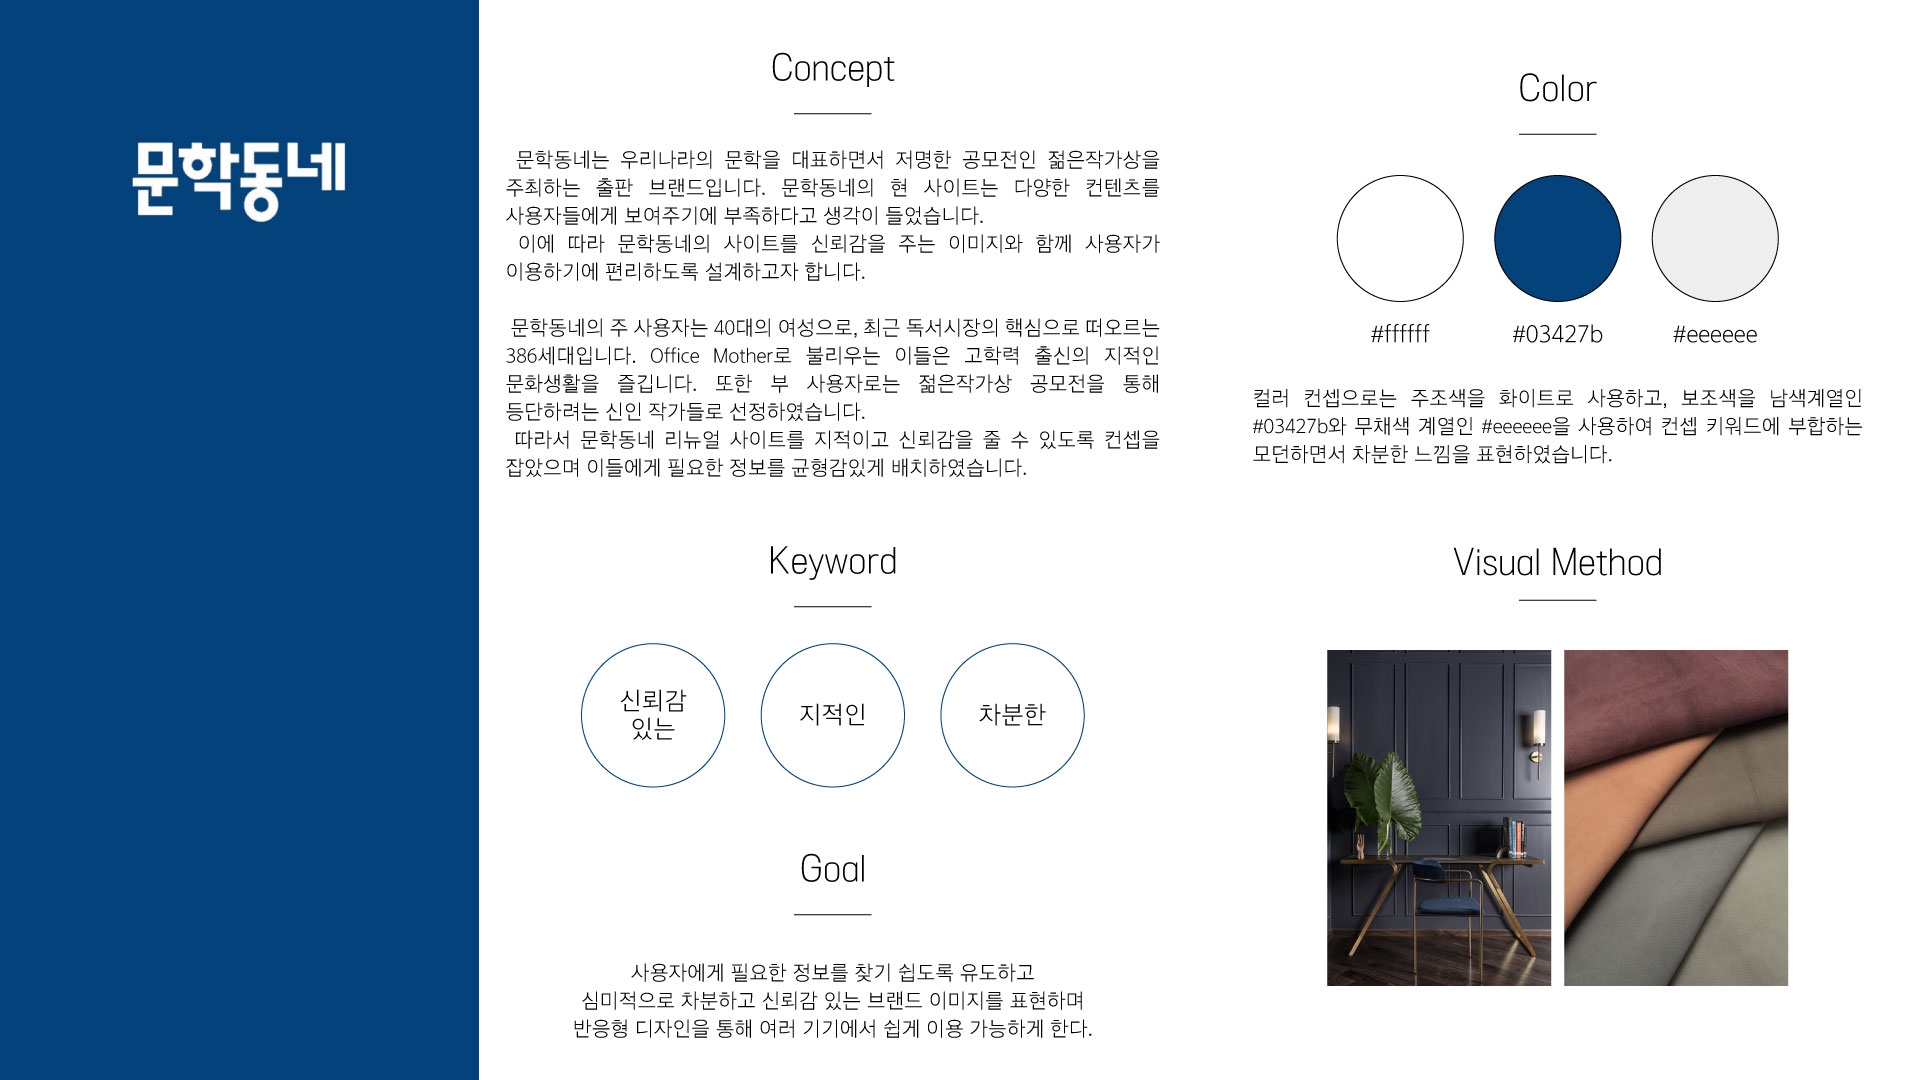 문학동네
Concept
문학동네는 우리나라의 문학을 대표하면서 저명한 공모전인 젊은작가상을
주최하는 출판 브랜드입니다. 문학동네의 현 사이트는 다양한 컨텐츠를
사용자들에게 보여주기에 부족하다고 생각이 들었습니다.
이에 따라 문학동네의 사이트를 신뢰감을 주는 이미지와 함께 사용자가
이용하기에 편리하도록 설계하고자 합니다.
문학동네의 주 사용자는 40대의 여성으로, 최근 독서시장의 핵심으로 떠오르는
386세대입니다. Office Mother로 불리우는 이들은 고학력 출신의 지적인
문화생활을 즐깁니다. 또한 부 사용자로는 젊은작가상 공모전을 통해
등단하려는 신인 작가들로 선정하였습니다.
따라서 문학동네 리뉴얼 사이트를 지적이고 신뢰감을 줄 수 있도록 컨셉을
잡았으며 이들에게 필요한 정보를 균형감있게 배치하였습니다.
Keyword
신뢰감
있는
지적인
차분한
Goal
사용자에게 필요한 정보를 찾기 쉽도록 유도하고
심미적으로 차분하고 신뢰감 있는 브랜드 이미지를 표현하며
반응형 디자인을 통해 여러 기기에서 쉽게 이용 가능하게 한다.
Color
#ffffff
#03427b
#eeeeee
컬러 컨셉으로는 주조색을 화이트로 사용하고, 보조색을 남색계열인
#03427b와 무채색 계열인 #eeeeee을 사용하여 컨셉 키워드에 부합하는
모던하면서 차분한 느낌을 표현하였습니다.
Visual Method